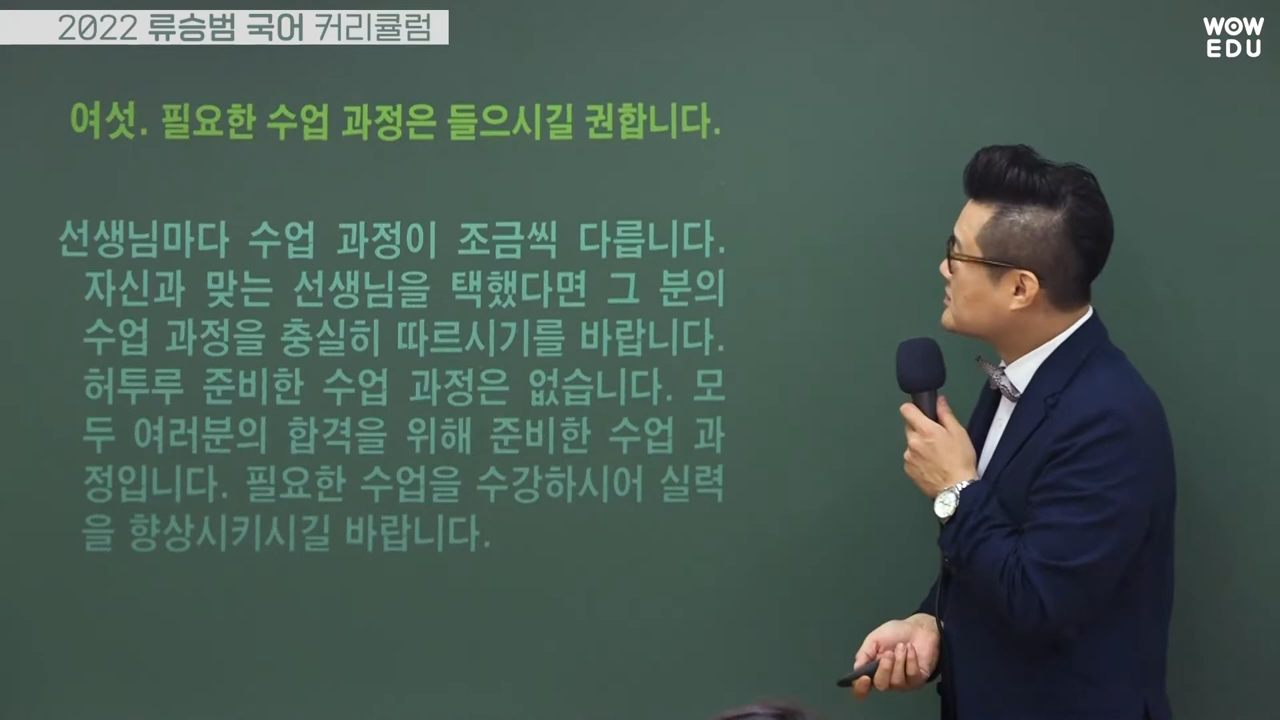 2022 류승범 국어 커리큘럼
WOW
EDU
여섯. 필요한 수업 과정은 들으시길 권합니다.
선생님마다 수업 과정이 조금씩 다릅니다.
자신과 맞는 선생님을 택했다면 그 분의
수업 과정을 충실히 따르시기를 바랍니다.
허투루 준비한 수업 과정은 없습니다. 모
두 여러분의 합격을 위해 준비한 수업 과
정입니다. 필요한 수업을 수강하시어 실력
을 향상시키시길 바랍니다.